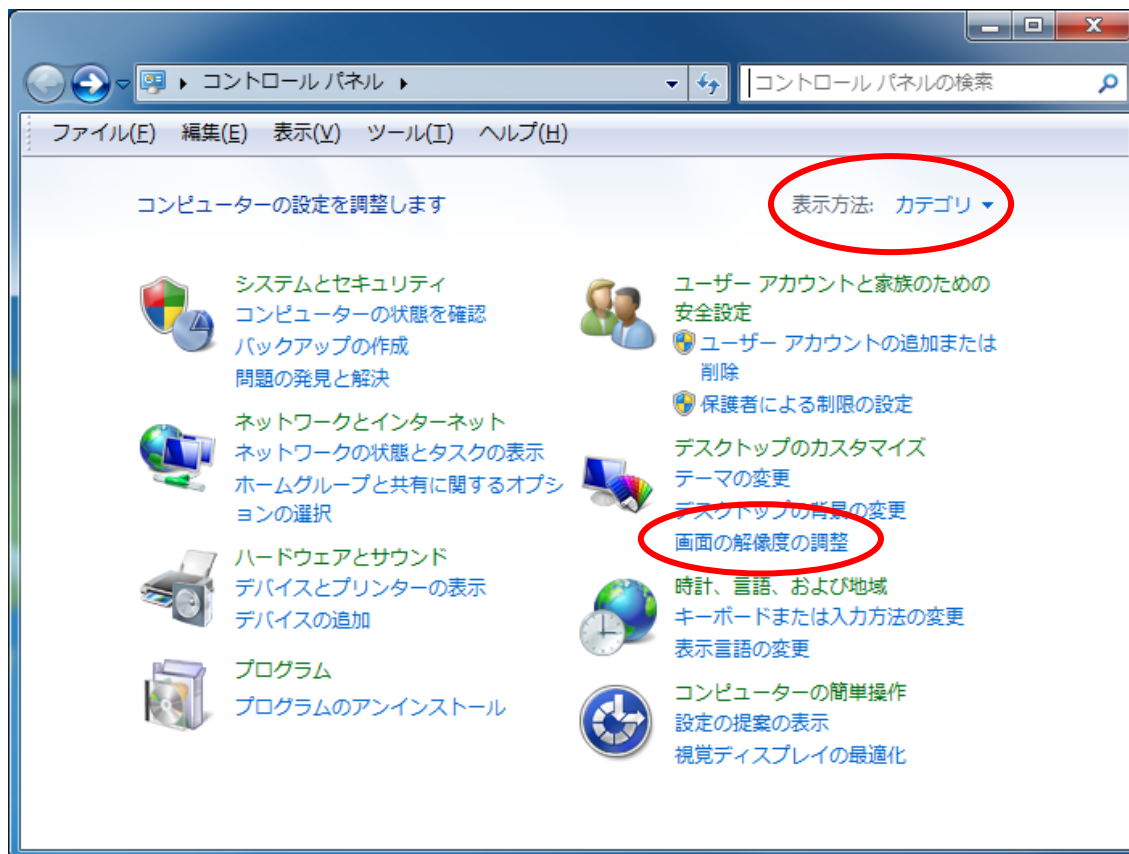 コントロール パネル
コントロール パネルの検索
ファイル(F) 編集(E) 表示(V) ツール(T) ヘルプ(H)
コンピューターの設定を調整します
表示方法: カテゴリ
システムとセキュリティ
コンピューターの状態を確認
バックアップの作成
問題の発見と解決
ネットワークとインターネット
ネットワークの状態とタスクの表示
ホームグループと共有に関するオプシ
ョンの選択
ハードウェアとサウンド
デバイスとプリンターの表示
デバイスの追加
プログラム
プログラムのアンインストール
ユーザー アカウントと家族のための
安全設定
ユーザー アカウントの追加または
削除
保護者による制限の設定
デスクトップのカスタマイズ
テーマの変更
デスクトップの背景の変更
画面の解像度の調整
時計、言語、および地域
キーボードまたは入力方法の変更
表示言語の変更
コンピューターの簡単操作
設定の提案の表示
視覚ディスプレイの最適化